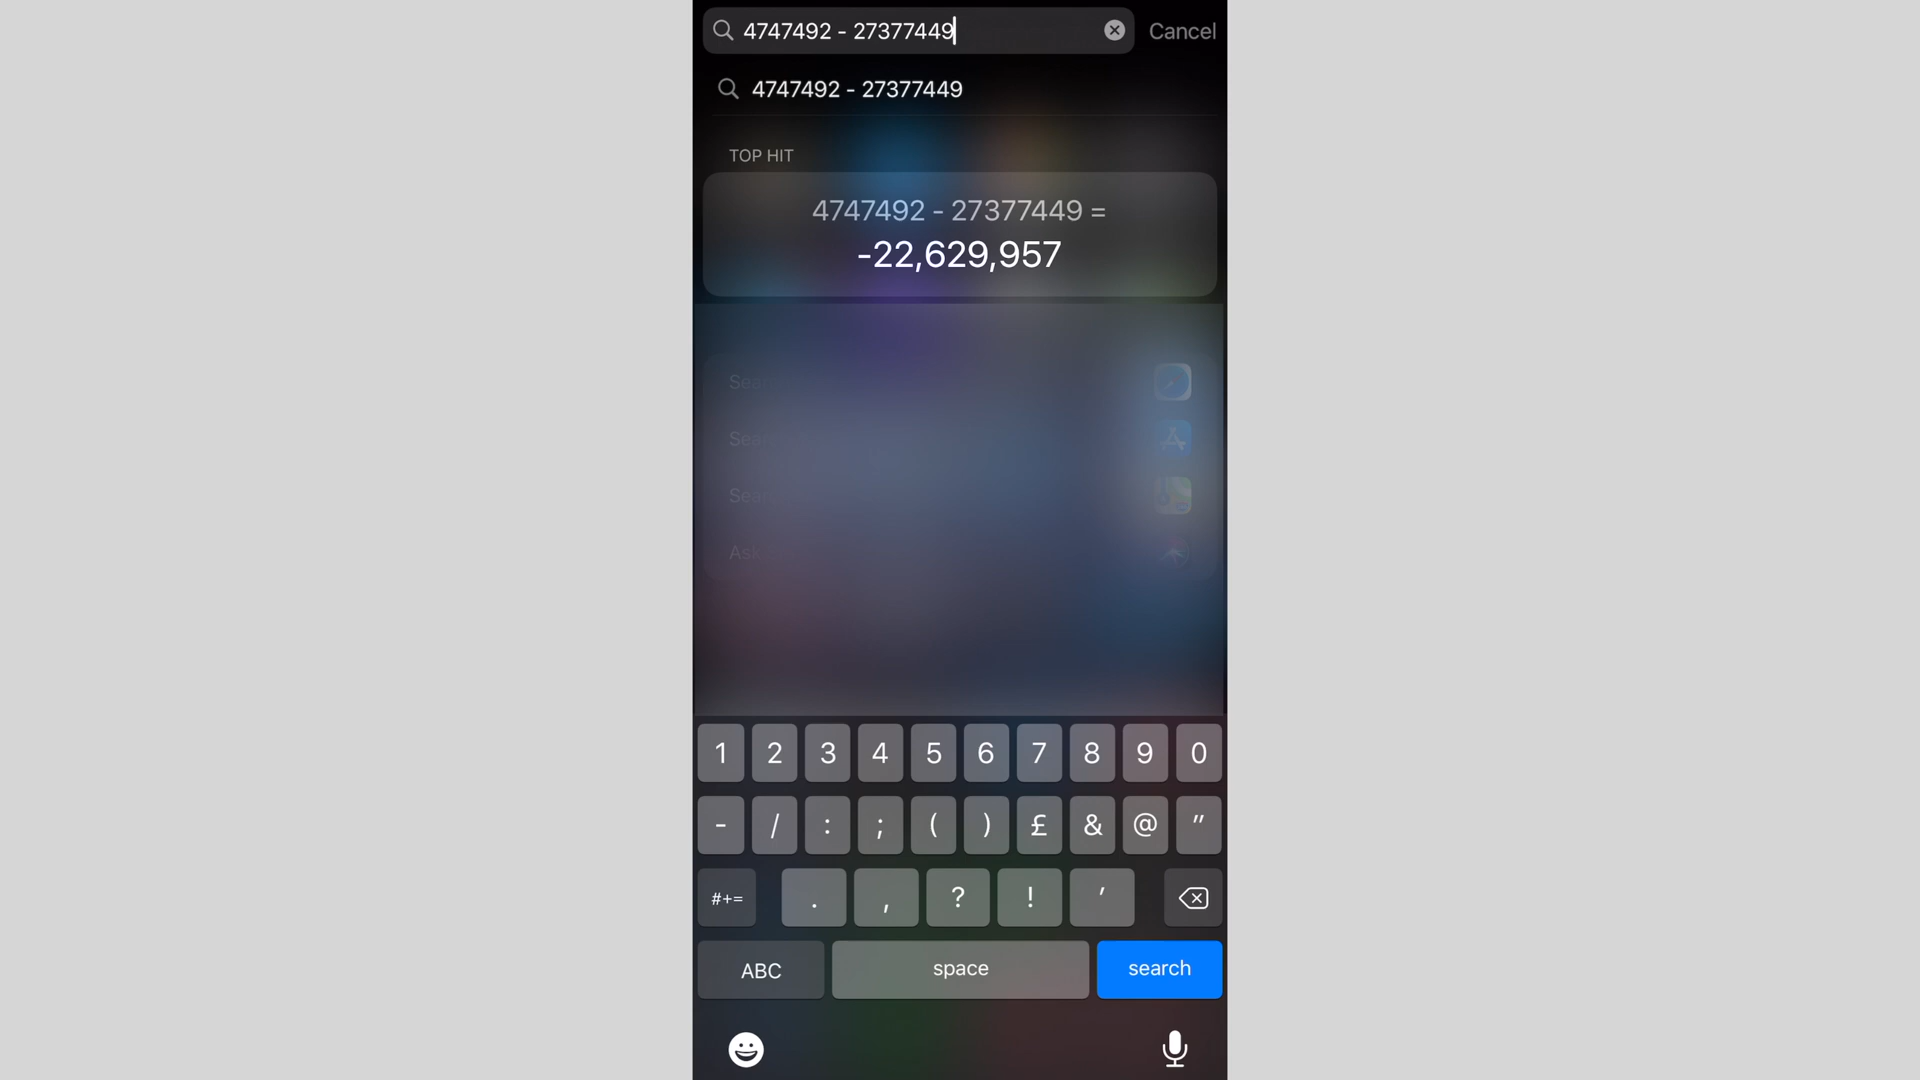 4747492 - 27377449
Cancel
4747492 - 27377449
TOP HIT
4747492 - 27377449 =
-22,629,957
Ask
1 2 3 4 5 6 7 8 9 0
- / : ; ( ) £ & @ "
#+= . , ? ! '
ABC space search